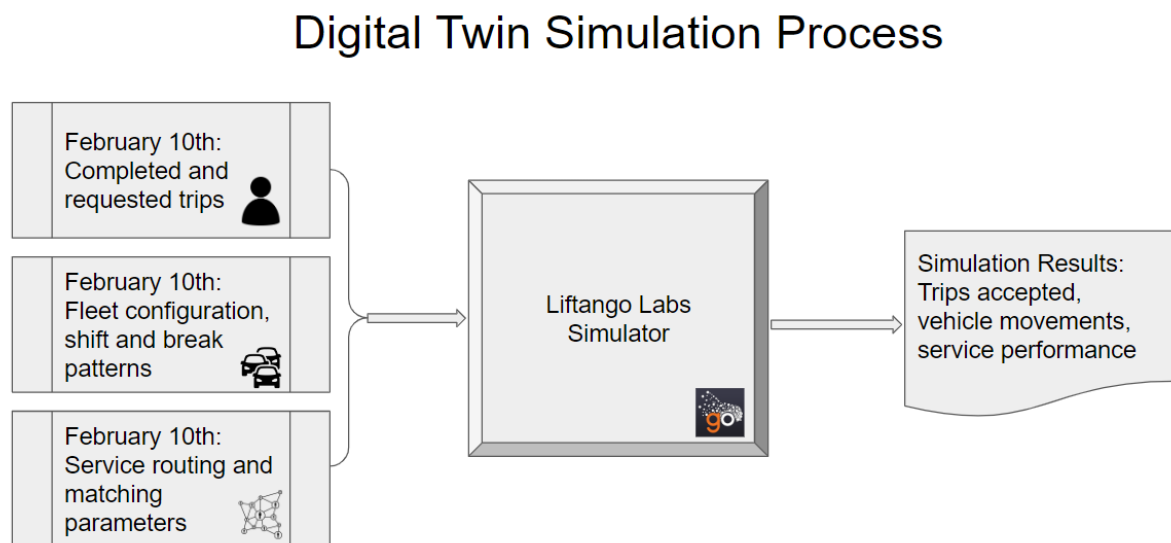 Digital Twin Simulation Process
February 10th:
Completed and
requested trips
February 10th:
Fleet configuration,
shift and break
patterns
February 10th:
Service routing and
matching
parameters
Liftango Labs
Simulator
go
Simulation Results:
Trips accepted,
vehicle movements,
service performance